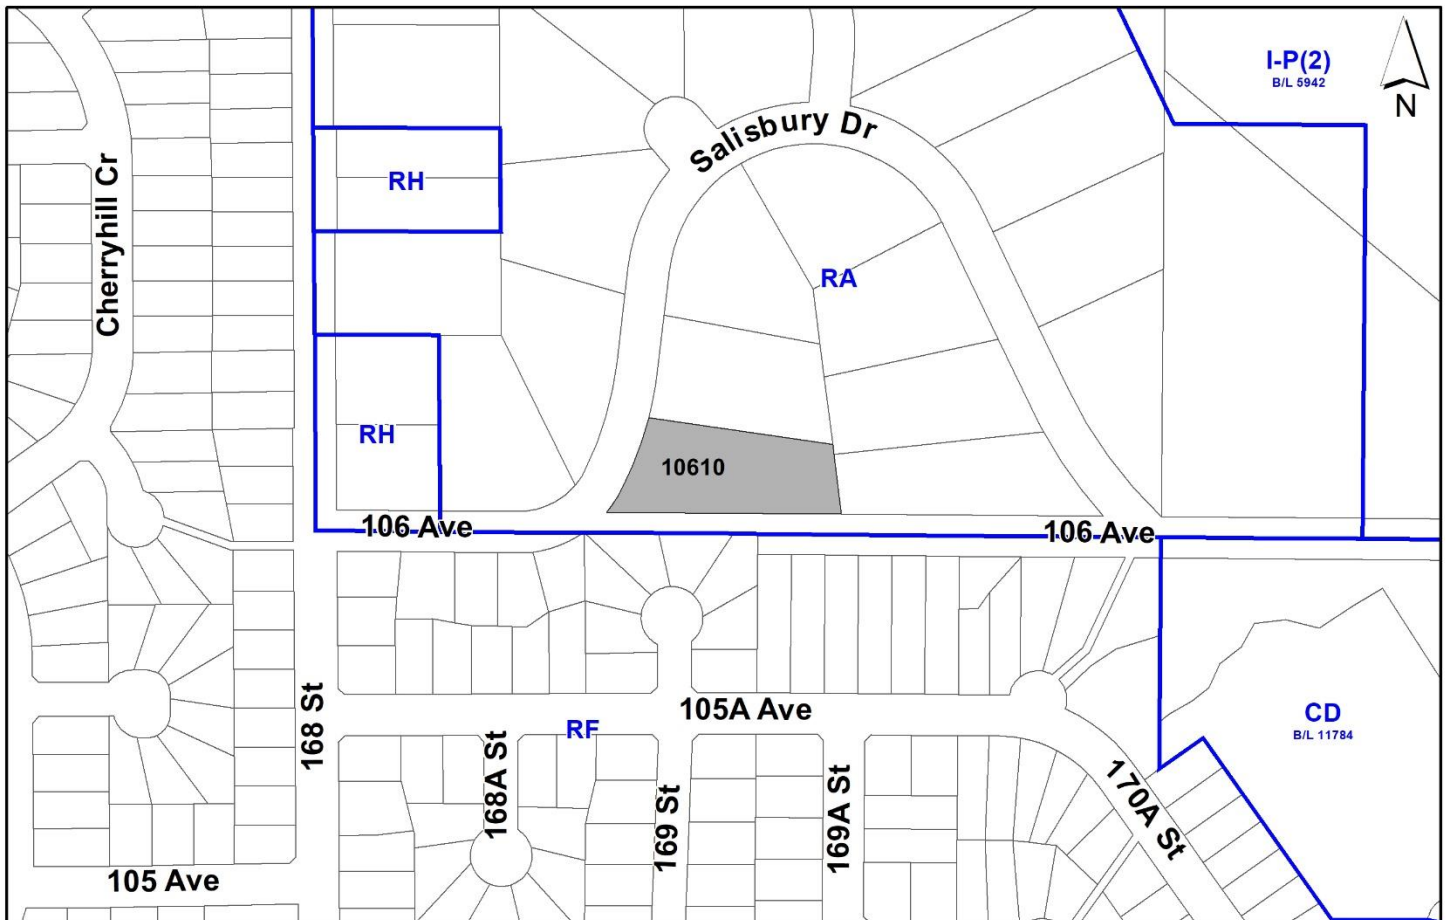 I-P(2)
B/L 5942
N
Salisbury Dr
Cherryhill Cr
RH
RA
RH
10610
106 Ave
106 Ave
168 St
105A Ave
RF
CD
B/L 11784
168A St
169 St
169A St
170A St
105 Ave